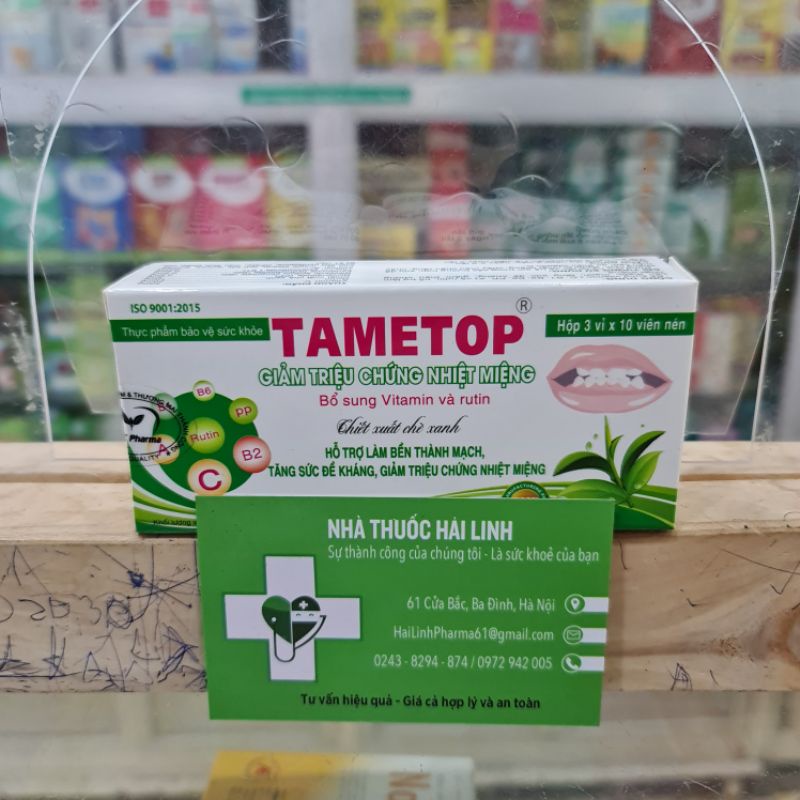 ISO 9001:2015
Thực phẩm bảo vệ sức khỏe
TAMETOP®
Hộp 3 vỉ x 10 viên nén
GIẢM TRIỆU CHỨNG NHIỆT MIỆNG
Bổ sung Vitamin và rutin
Chiết xuất chè xanh
HỖ TRỢ LÀM BỀN THÀNH MẠCH,
TĂNG SỨC ĐỀ KHÁNG, GIẢM TRIỆU CHỨNG NHIỆT MIỆNG
B6
PP
Rutin
B2
C
A
Pharma
Khối lượng
NHÀ THUỐC HẢI LINH
Sự thành công của chúng tôi - Là sức khoẻ của bạn
61 Cửa Bắc, Ba Đình, Hà Nội
HaiLinhPharma61@gmail.com
0243 - 8294 - 874 / 0972 942 005
Tư vấn hiệu quả - Giá cả hợp lý và an toàn